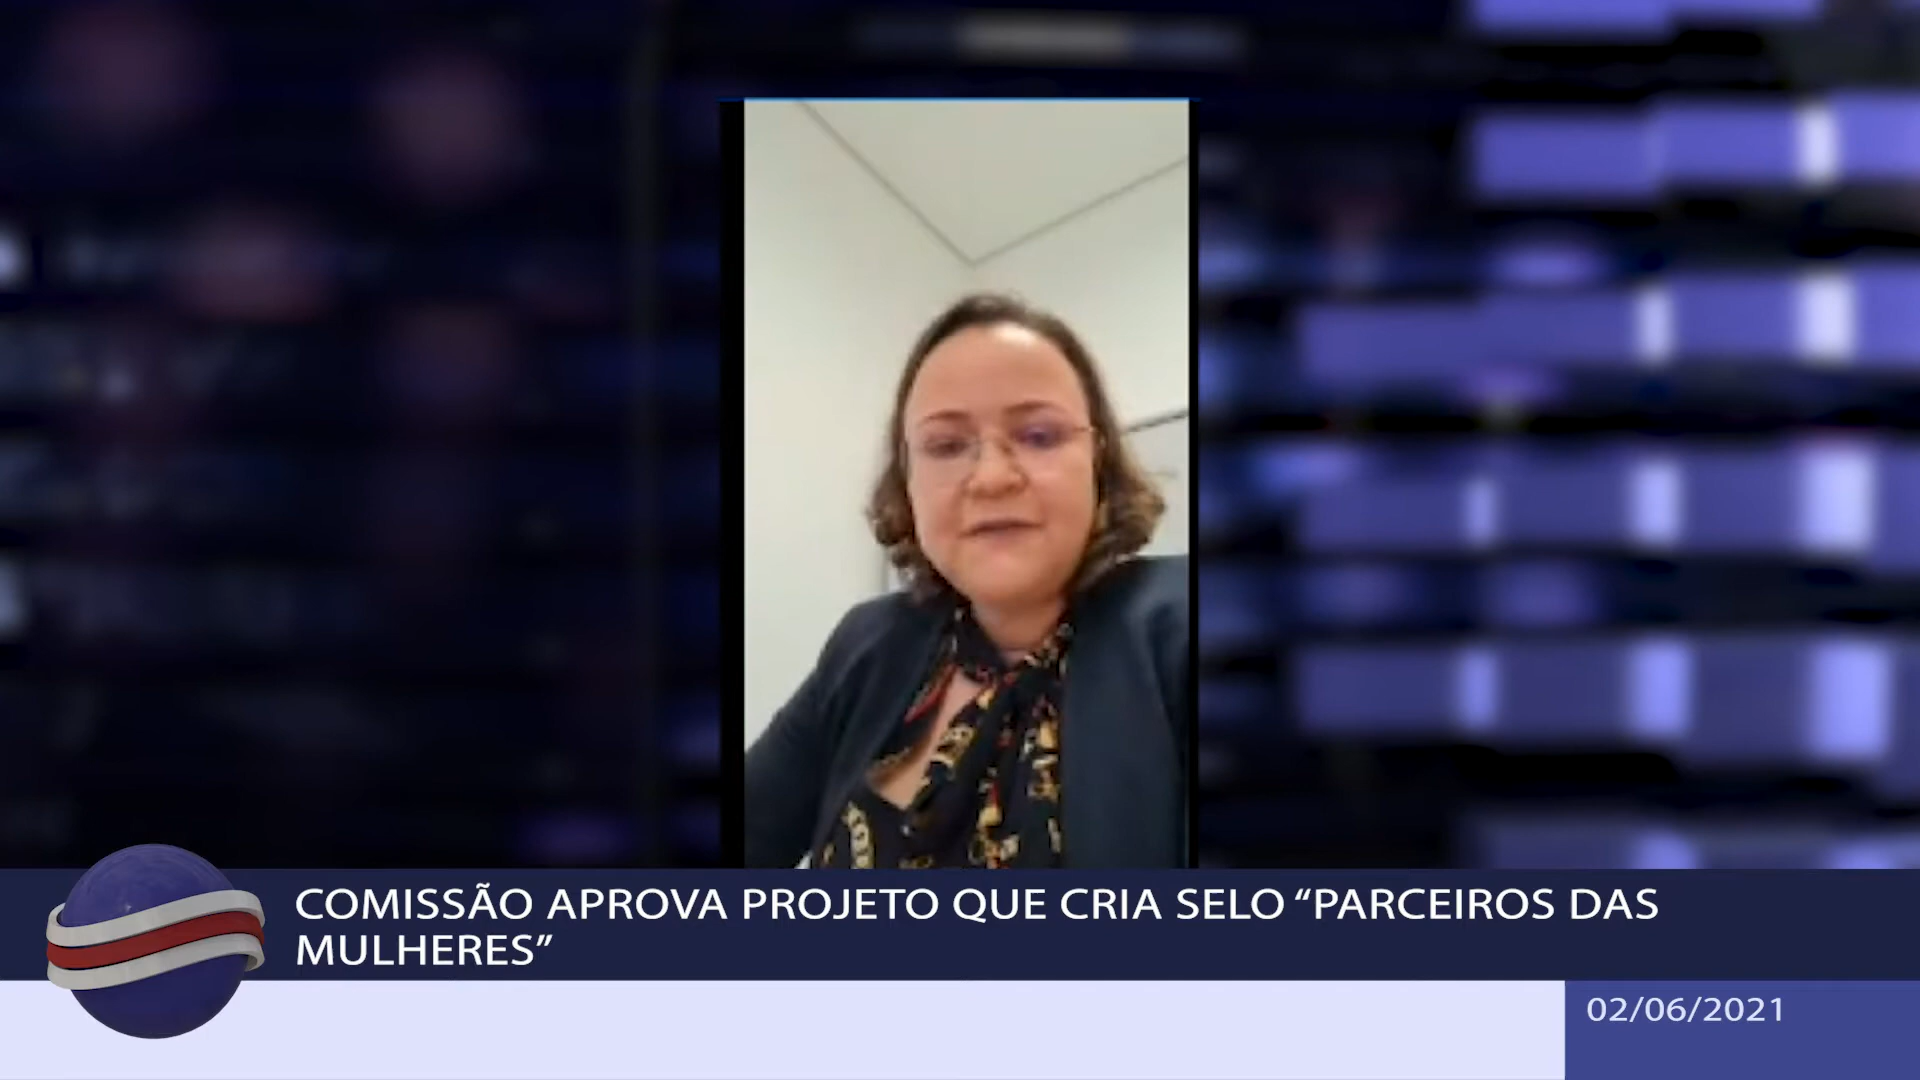 COMISSÃO APROVA PROJETO QUE CRIA SELO “PARCEIROS DAS
MULHERES”
02/06/2021